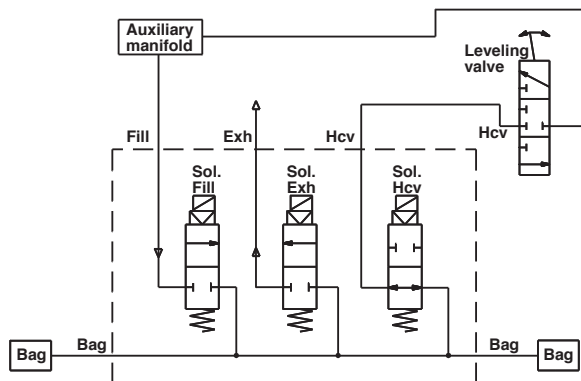 Auxiliary
manifold
Leveling
valve
Fill
Exh
Hcv
Hcv
Sol.
Fill
Sol.
Exh
Sol.
Hcv
Bag
Bag
Bag
Bag